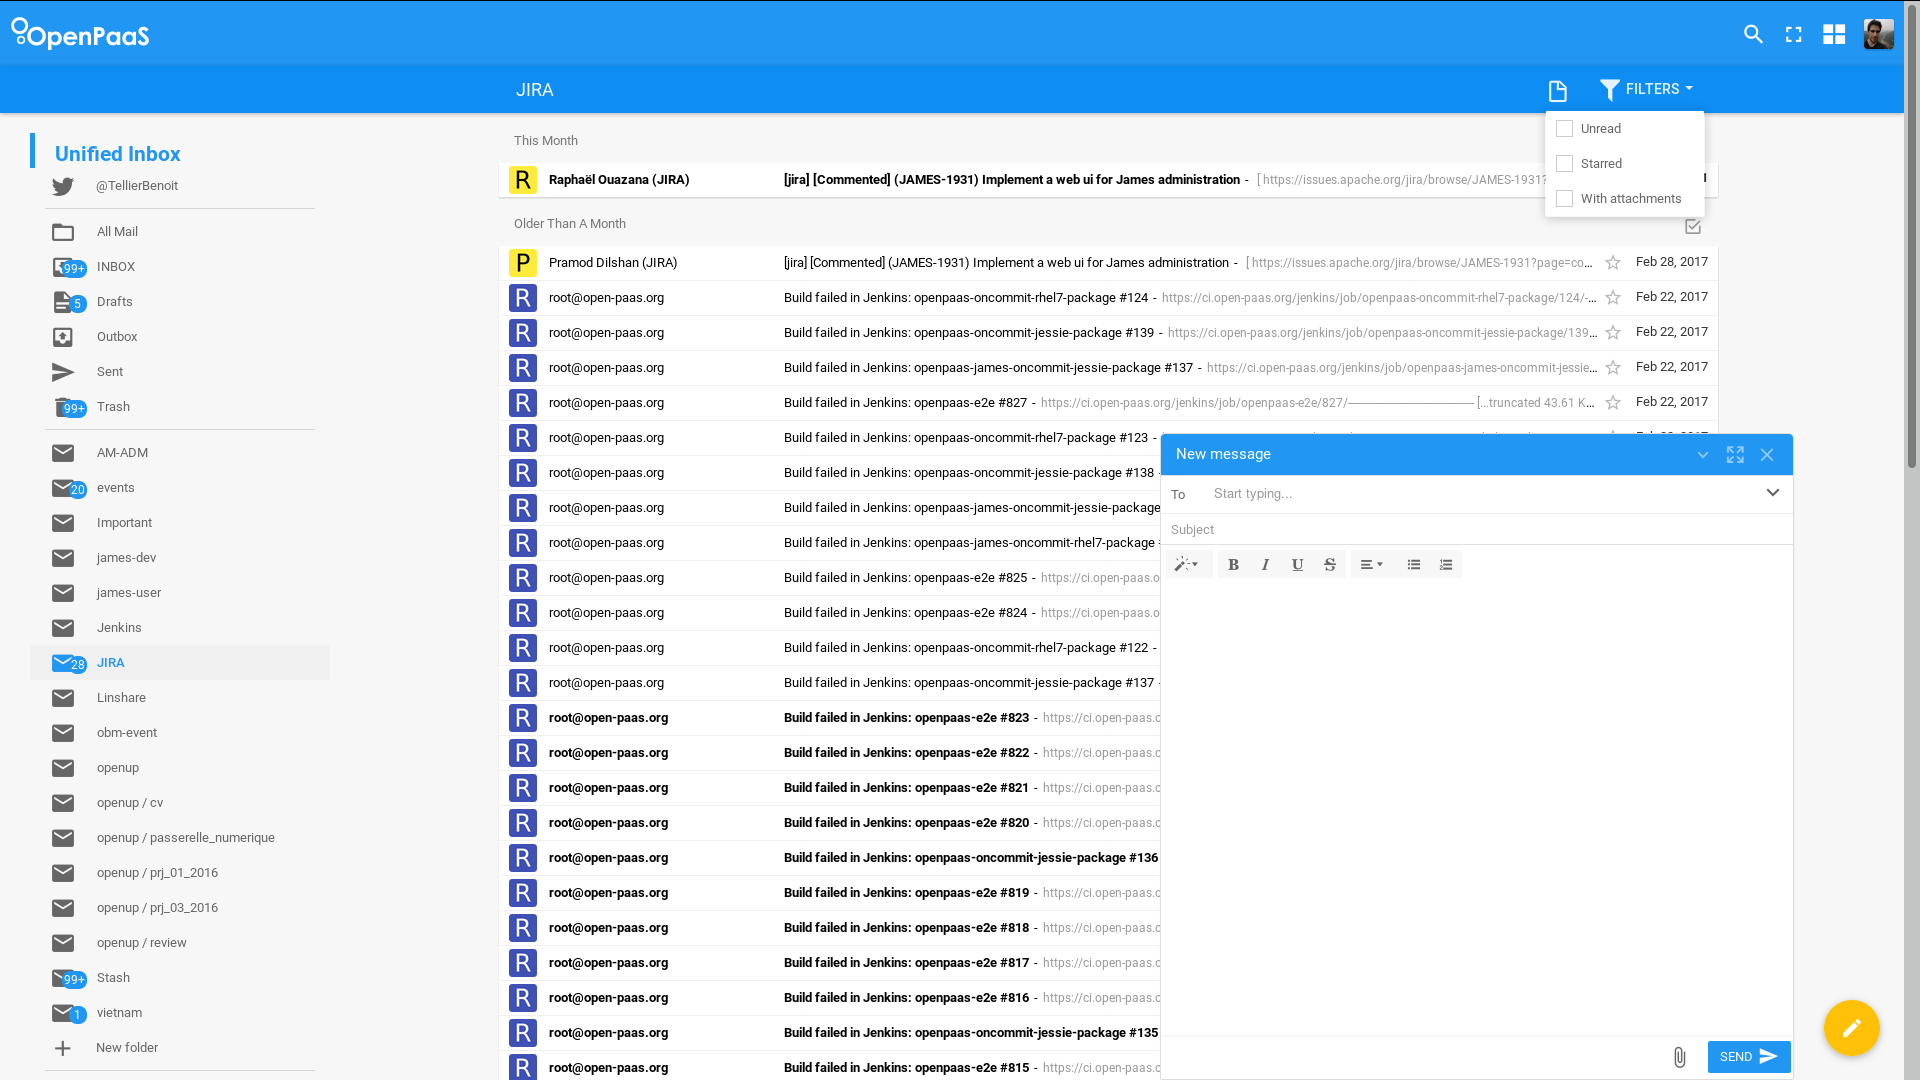 OpenPaaS
JIRA
FILTERS
Unread
Starred
With attachments
Unified Inbox
@TellierBenoit
All Mail
99+ INBOX
5 Drafts
Outbox
Sent
99+ Trash
AM-ADM
20 events
Important
james-dev
james-user
Jenkins
28 JIRA
Linshare
obm-event
openup
openup / cv
openup / passerelle_numerique
openup / prj_01_2016
openup / prj_03_2016
openup / review
99+ Stash
1 vietnam
New folder
This Month
R Raphaël Ouazana (JIRA) [jira] [Commented] (JAMES-1931) Implement a web ui for James administration - [ https://issues.apache.org/jira/browse/JAMES-1931?
Older Than A Month
P Pramod Dilshan (JIRA) [jira] [Commented] (JAMES-1931) Implement a web ui for James administration - [ https://issues.apache.org/jira/browse/JAMES-1931?page=co... Feb 28, 2017
R root@open-paas.org Build failed in Jenkins: openpaas-oncommit-rhel7-package #124 - https://ci.open-paas.org/jenkins/job/openpaas-oncommit-rhel7-package/124/-... Feb 22, 2017
R root@open-paas.org Build failed in Jenkins: openpaas-oncommit-jessie-package #139 - https://ci.open-paas.org/jenkins/job/openpaas-oncommit-jessie-package/139... Feb 22, 2017
R root@open-paas.org Build failed in Jenkins: openpaas-james-oncommit-jessie-package #137 - https://ci.open-paas.org/jenkins/job/openpaas-james-oncommit-jessie... Feb 22, 2017
R root@open-paas.org Build failed in Jenkins: openpaas-e2e #827 - https://ci.open-paas.org/jenkins/job/openpaas-e2e/827/------------------------------------------ [...truncated 43.61 K... Feb 22, 2017
R root@open-paas.org Build failed in Jenkins: openpaas-oncommit-rhel7-package #123 -
R root@open-paas.org Build failed in Jenkins: openpaas-oncommit-jessie-package #138 -
R root@open-paas.org Build failed in Jenkins: openpaas-james-oncommit-jessie-package
R root@open-paas.org Build failed in Jenkins: openpaas-james-oncommit-rhel7-package
R root@open-paas.org Build failed in Jenkins: openpaas-e2e #825 - https://ci.open-paas.o
R root@open-paas.org Build failed in Jenkins: openpaas-e2e #824 - https://ci.open-paas.o
R root@open-paas.org Build failed in Jenkins: openpaas-oncommit-rhel7-package #122 -
R root@open-paas.org Build failed in Jenkins: openpaas-oncommit-jessie-package #137 -
R root@open-paas.org Build failed in Jenkins: openpaas-e2e #823 - https://ci.open-paas.o
R root@open-paas.org Build failed in Jenkins: openpaas-e2e #822 - https://ci.open-paas.o
R root@open-paas.org Build failed in Jenkins: openpaas-e2e #821 - https://ci.open-paas.o
R root@open-paas.org Build failed in Jenkins: openpaas-e2e #820 - https://ci.open-paas.o
R root@open-paas.org Build failed in Jenkins: openpaas-oncommit-jessie-package #136
R root@open-paas.org Build failed in Jenkins: openpaas-e2e #819 - https://ci.open-paas.o
R root@open-paas.org Build failed in Jenkins: openpaas-e2e #818 - https://ci.open-paas.o
R root@open-paas.org Build failed in Jenkins: openpaas-e2e #817 - https://ci.open-paas.o
R root@open-paas.org Build failed in Jenkins: openpaas-e2e #816 - https://ci.open-paas.o
R root@open-paas.org Build failed in Jenkins: openpaas-oncommit-jessie-package #135
R root@open-paas.org Build failed in Jenkins: openpaas-e2e #815 - https://ci.open-paas.o
New message
To Start typing...
Subject
B I U S
SEND